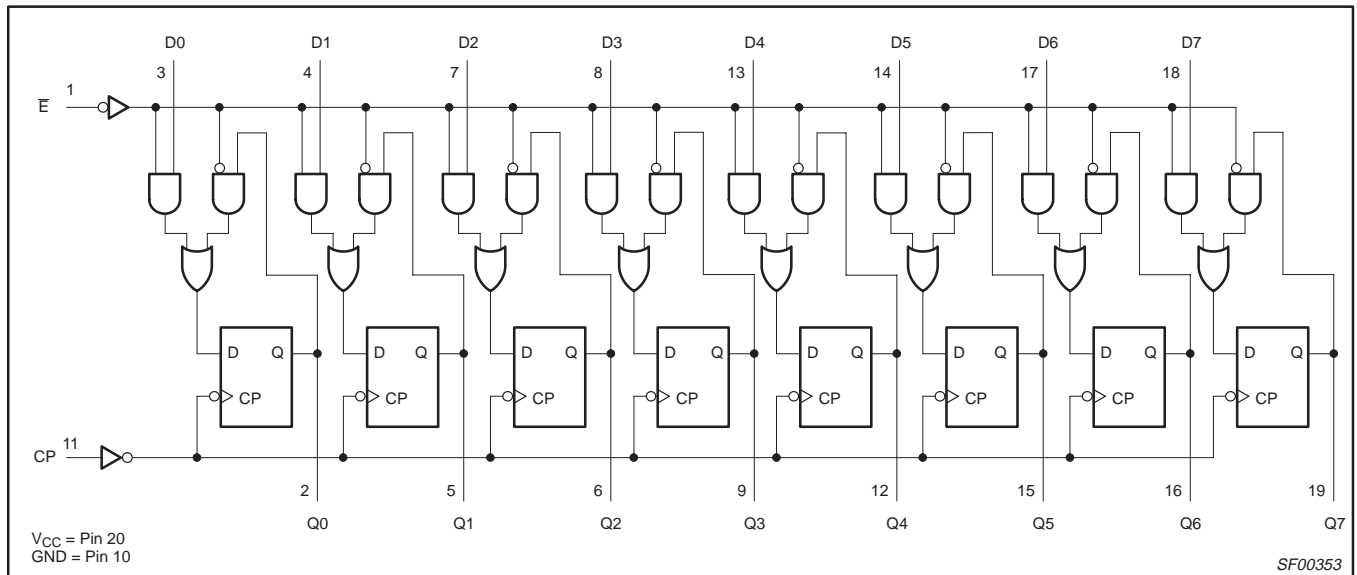 D0 D1 D2 D3 D4 D5 D6 D7
3 4 7 8 13 14 17 18
E̅ 1
D Q D Q D Q D Q D Q D Q D Q D Q
CP CP CP CP CP CP CP CP
CP 11
2 5 6 9 12 15 16 19
Q0 Q1 Q2 Q3 Q4 Q5 Q6 Q7
VCC = Pin 20
GND = Pin 10
SF00353